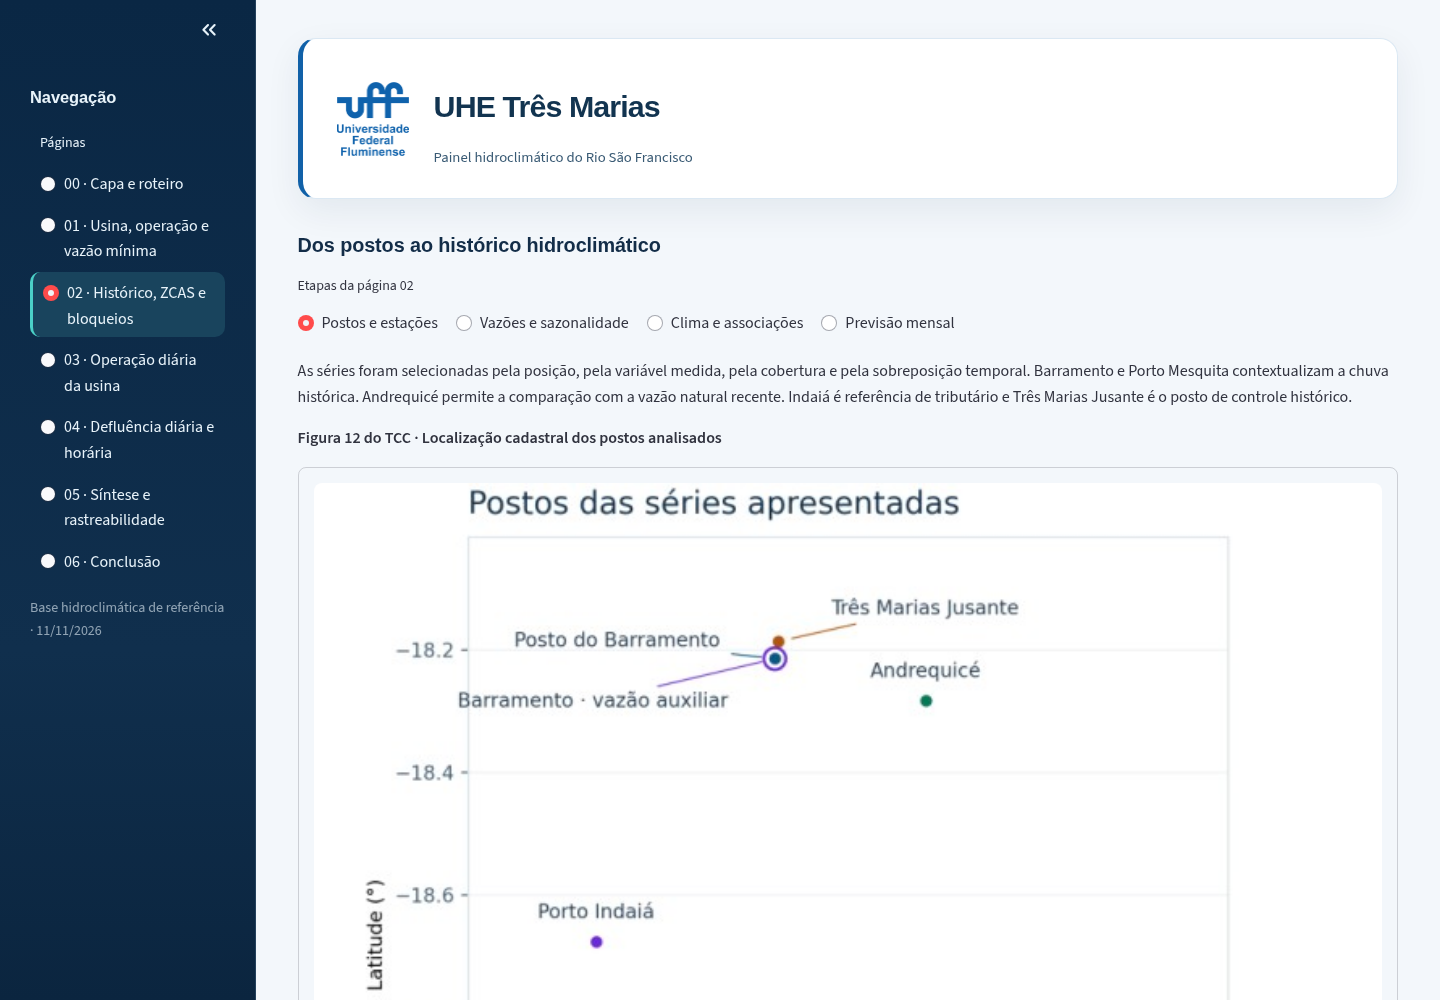 Navegação
Páginas
00 · Capa e roteiro
01 · Usina, operação e
vazão mínima
02 · Histórico, ZCAS e
bloqueios
03 · Operação diária
da usina
04 · Defluência diária e
horária
05 · Síntese e
rastreabilidade
06 · Conclusão
Base hidroclimática de referência
· 11/11/2026
uff
Universidade
Federal
Fluminense
UHE Três Marias
Painel hidroclimático do Rio São Francisco
Dos postos ao histórico hidroclimático
Etapas da página 02
Postos e estações
Vazões e sazonalidade
Clima e associações
Previsão mensal
As séries foram selecionadas pela posição, pela variável medida, pela cobertura e pela sobreposição temporal. Barramento e Porto Mesquita contextualizam a chuva
histórica. Andrequicé permite a comparação com a vazão natural recente. Indaiá é referência de tributário e Três Marias Jusante é o posto de controle histórico.
Figura 12 do TCC · Localização cadastral dos postos analisados
Postos das séries apresentadas
Três Marias Jusante
Posto do Barramento
−18.2
Andrequicé
Barramento · vazão auxiliar
−18.4
−18.6
Porto Indaiá
Latitude (°)